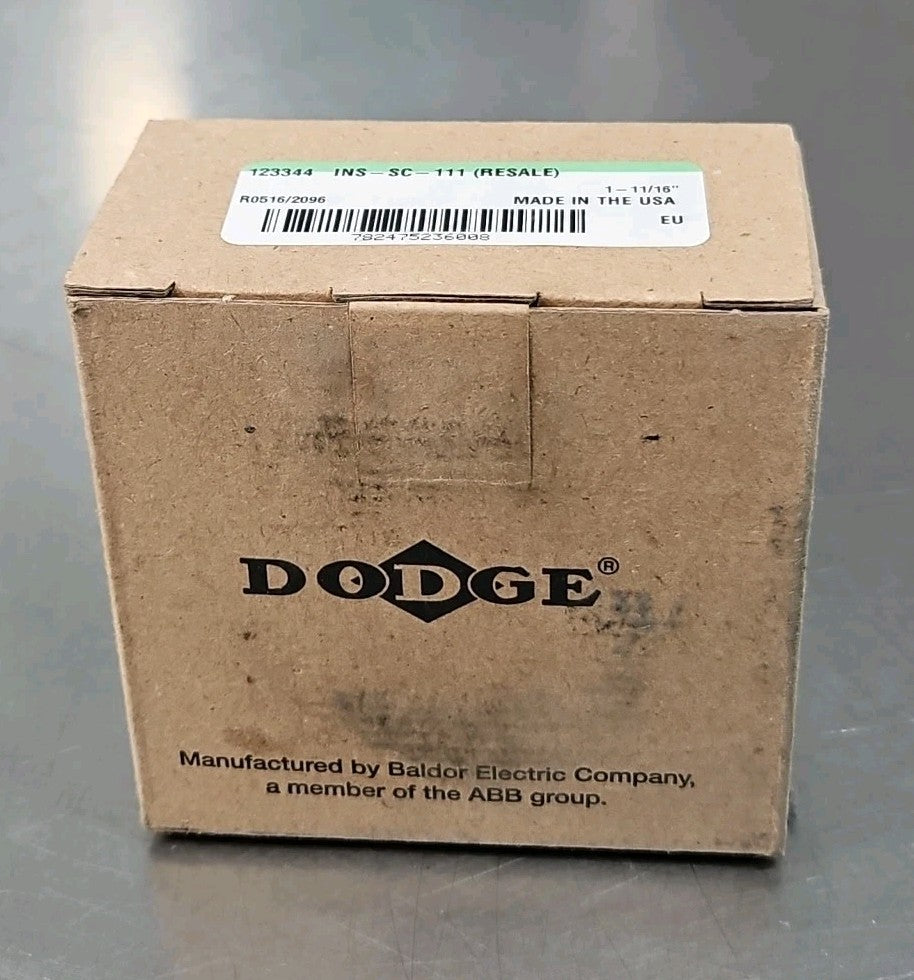 123344 INS-SC-111 (RESALE)
1-11/16"
R0516/2096 MADE IN THE USA
EU
782475236008
DODGE®
Manufactured by Baldor Electric Company,
a member of the ABB group.